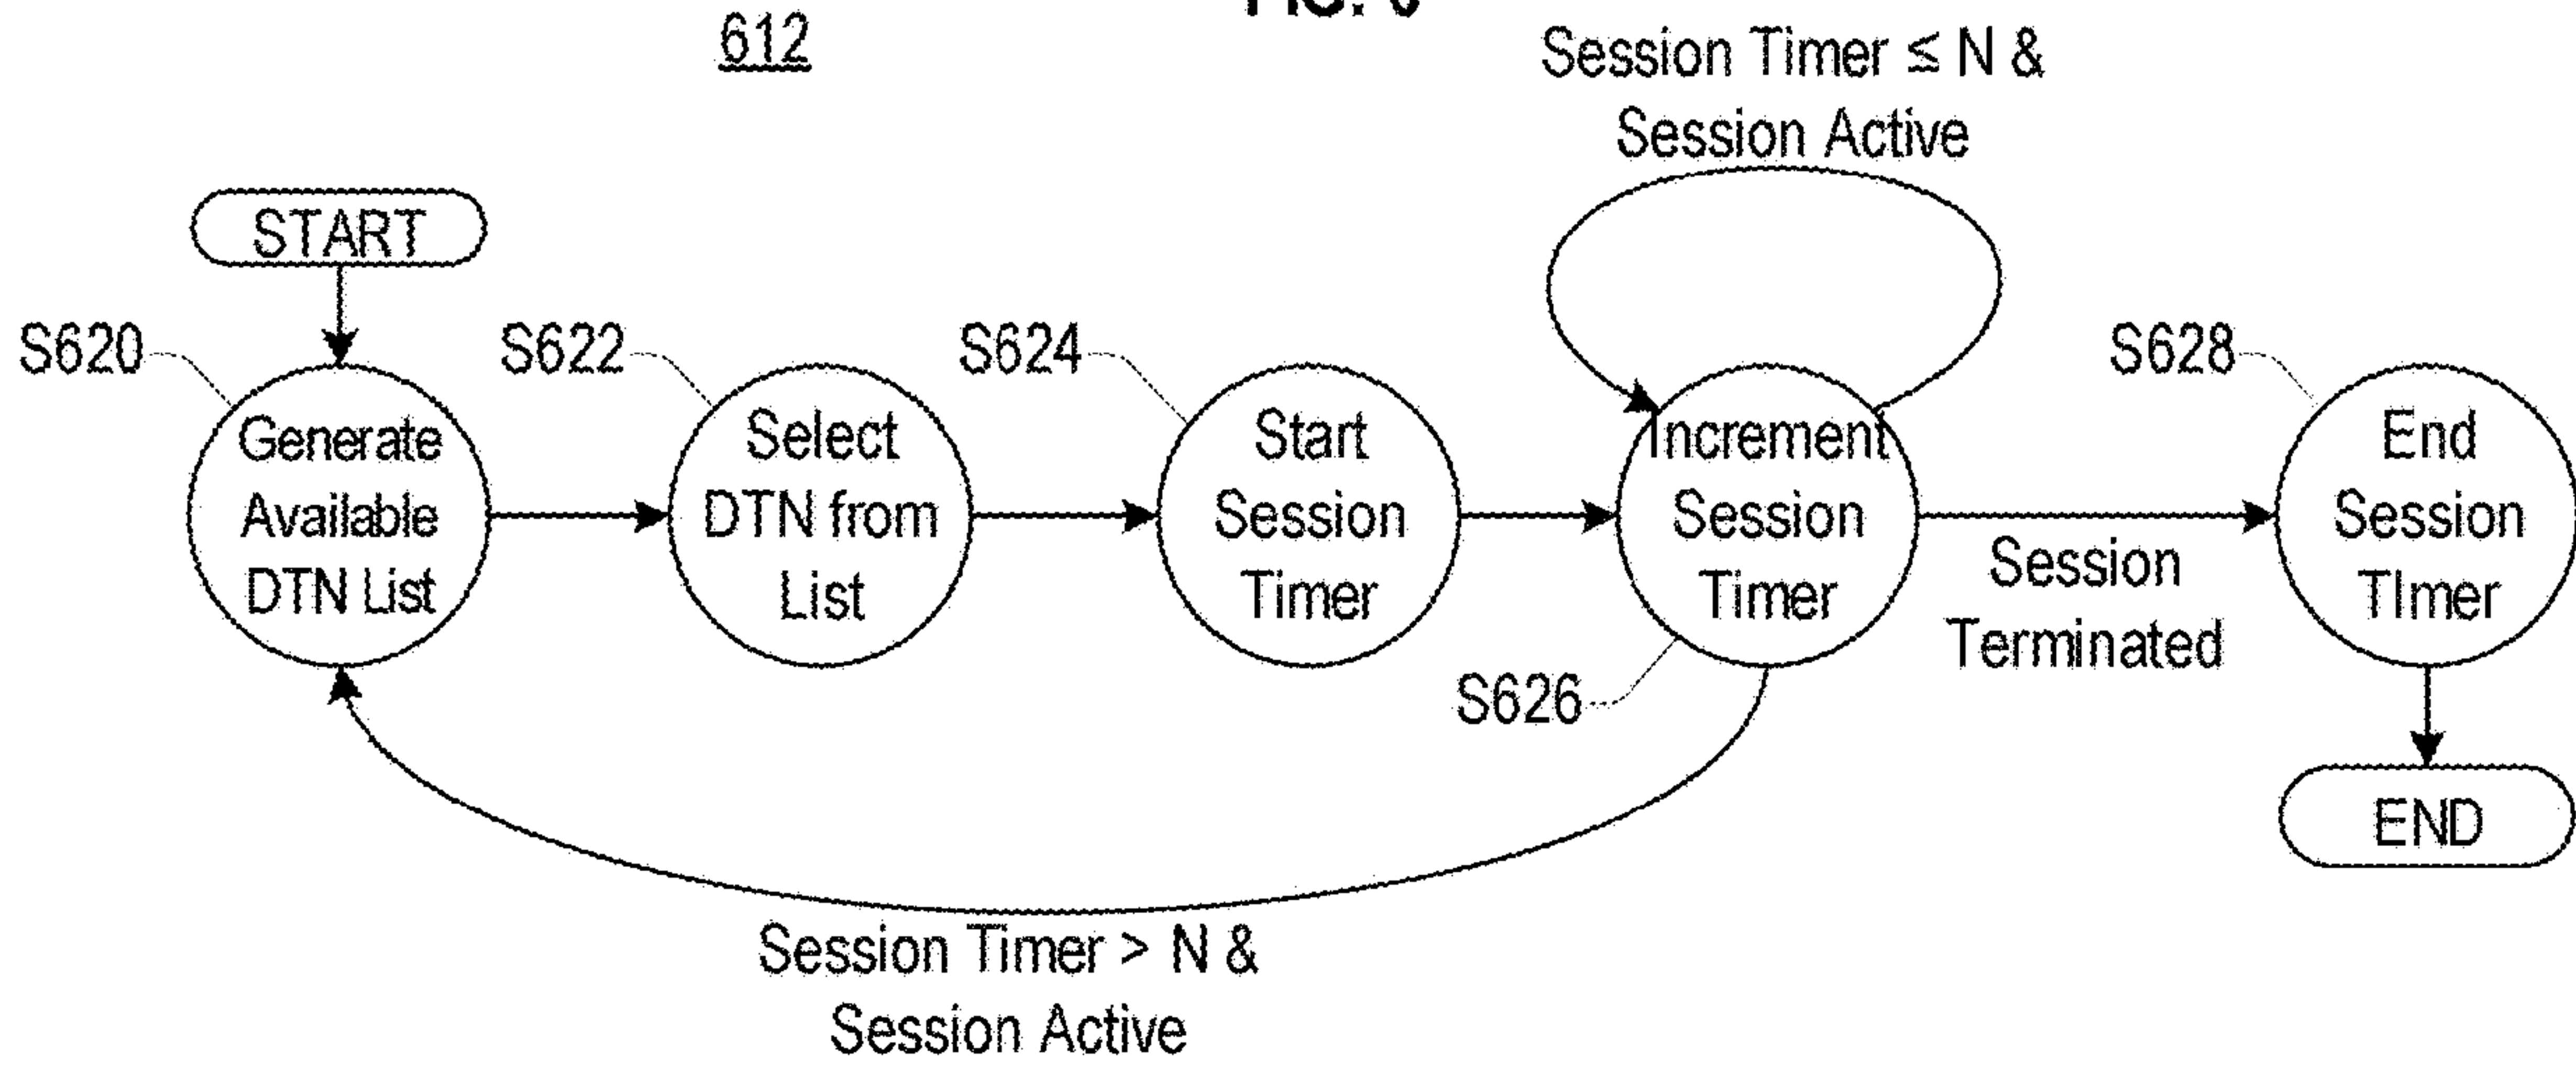 612
Session Timer ≤ N &
Session Active
START
S620
S622
S624
S628
Generate
Available
DTN List
Select
DTN from
List
Start
Session
Timer
Increment
Session
Timer
End
Session
TImer
Session
Terminated
S626
END
Session Timer > N &
Session Active